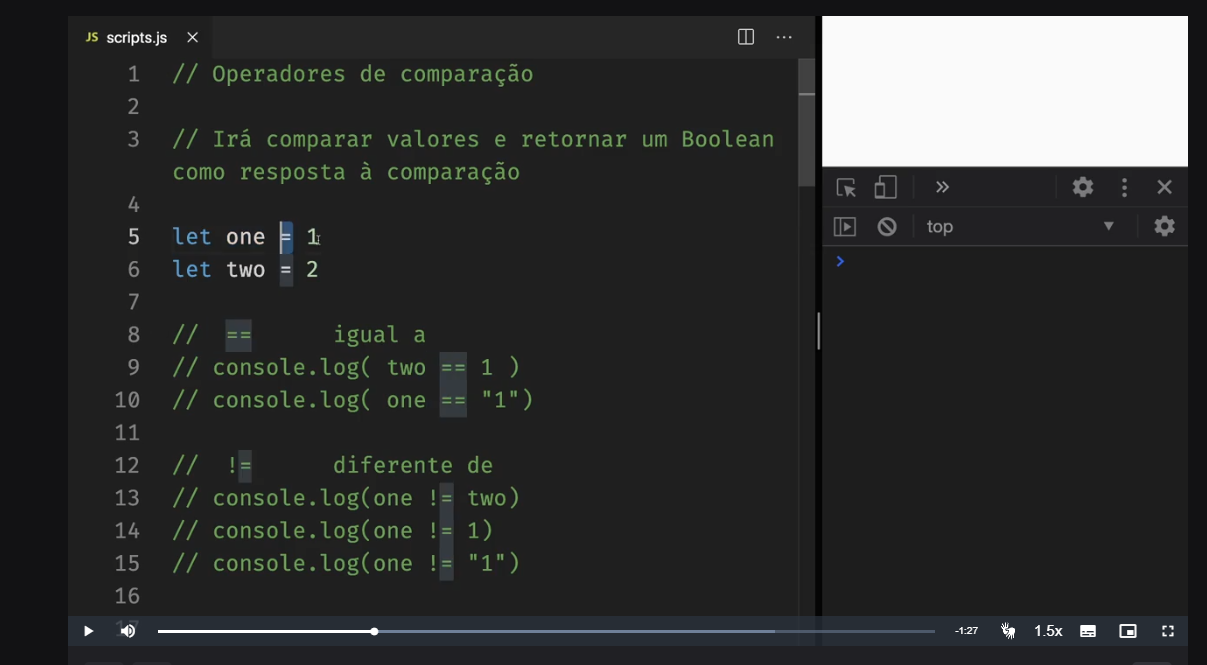 JS scripts.js
1 // Operadores de comparação
2
3 // Irá comparar valores e retornar um Boolean
como resposta à comparação
4
5 let one = 1
6 let two = 2
7
8 // == igual a
9 // console.log( two == 1 )
10 // console.log( one == "1")
11
12 // != diferente de
13 // console.log(one != two)
14 // console.log(one != 1)
15 // console.log(one != "1")
16
17
top
-1:27 1.5x